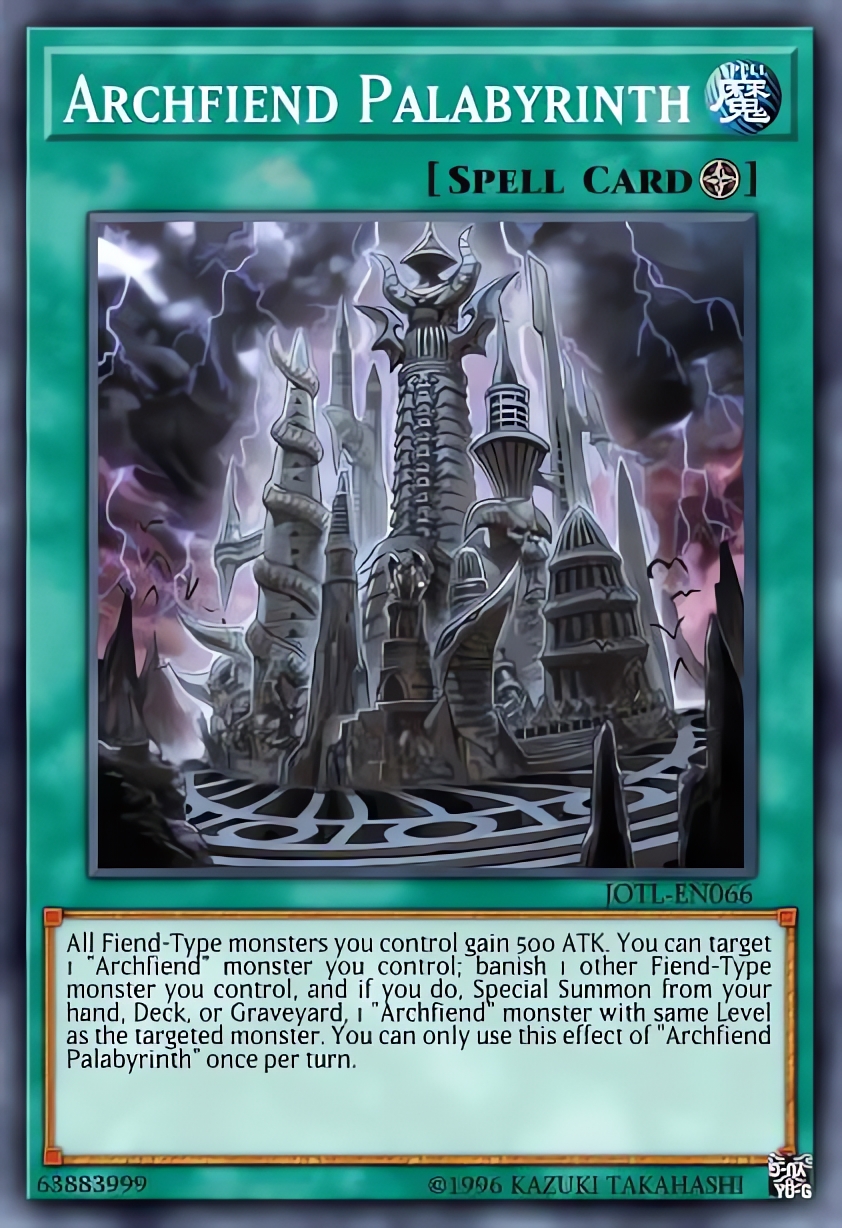 ARCHFIEND PALABYRINTH 魔
[SPELL CARD]
JOTL-EN066
All Fiend-Type monsters you control gain 500 ATK. You can target
1 "Archfiend" monster you control; banish 1 other Fiend-Type
monster you control, and if you do, Special Summon from your
hand, Deck, or Graveyard, 1 "Archfiend" monster with same Level
as the targeted monster. You can only use this effect of "Archfiend
Palabyrinth" once per turn.
63883999 ©1996 KAZUKI TAKAHASHI